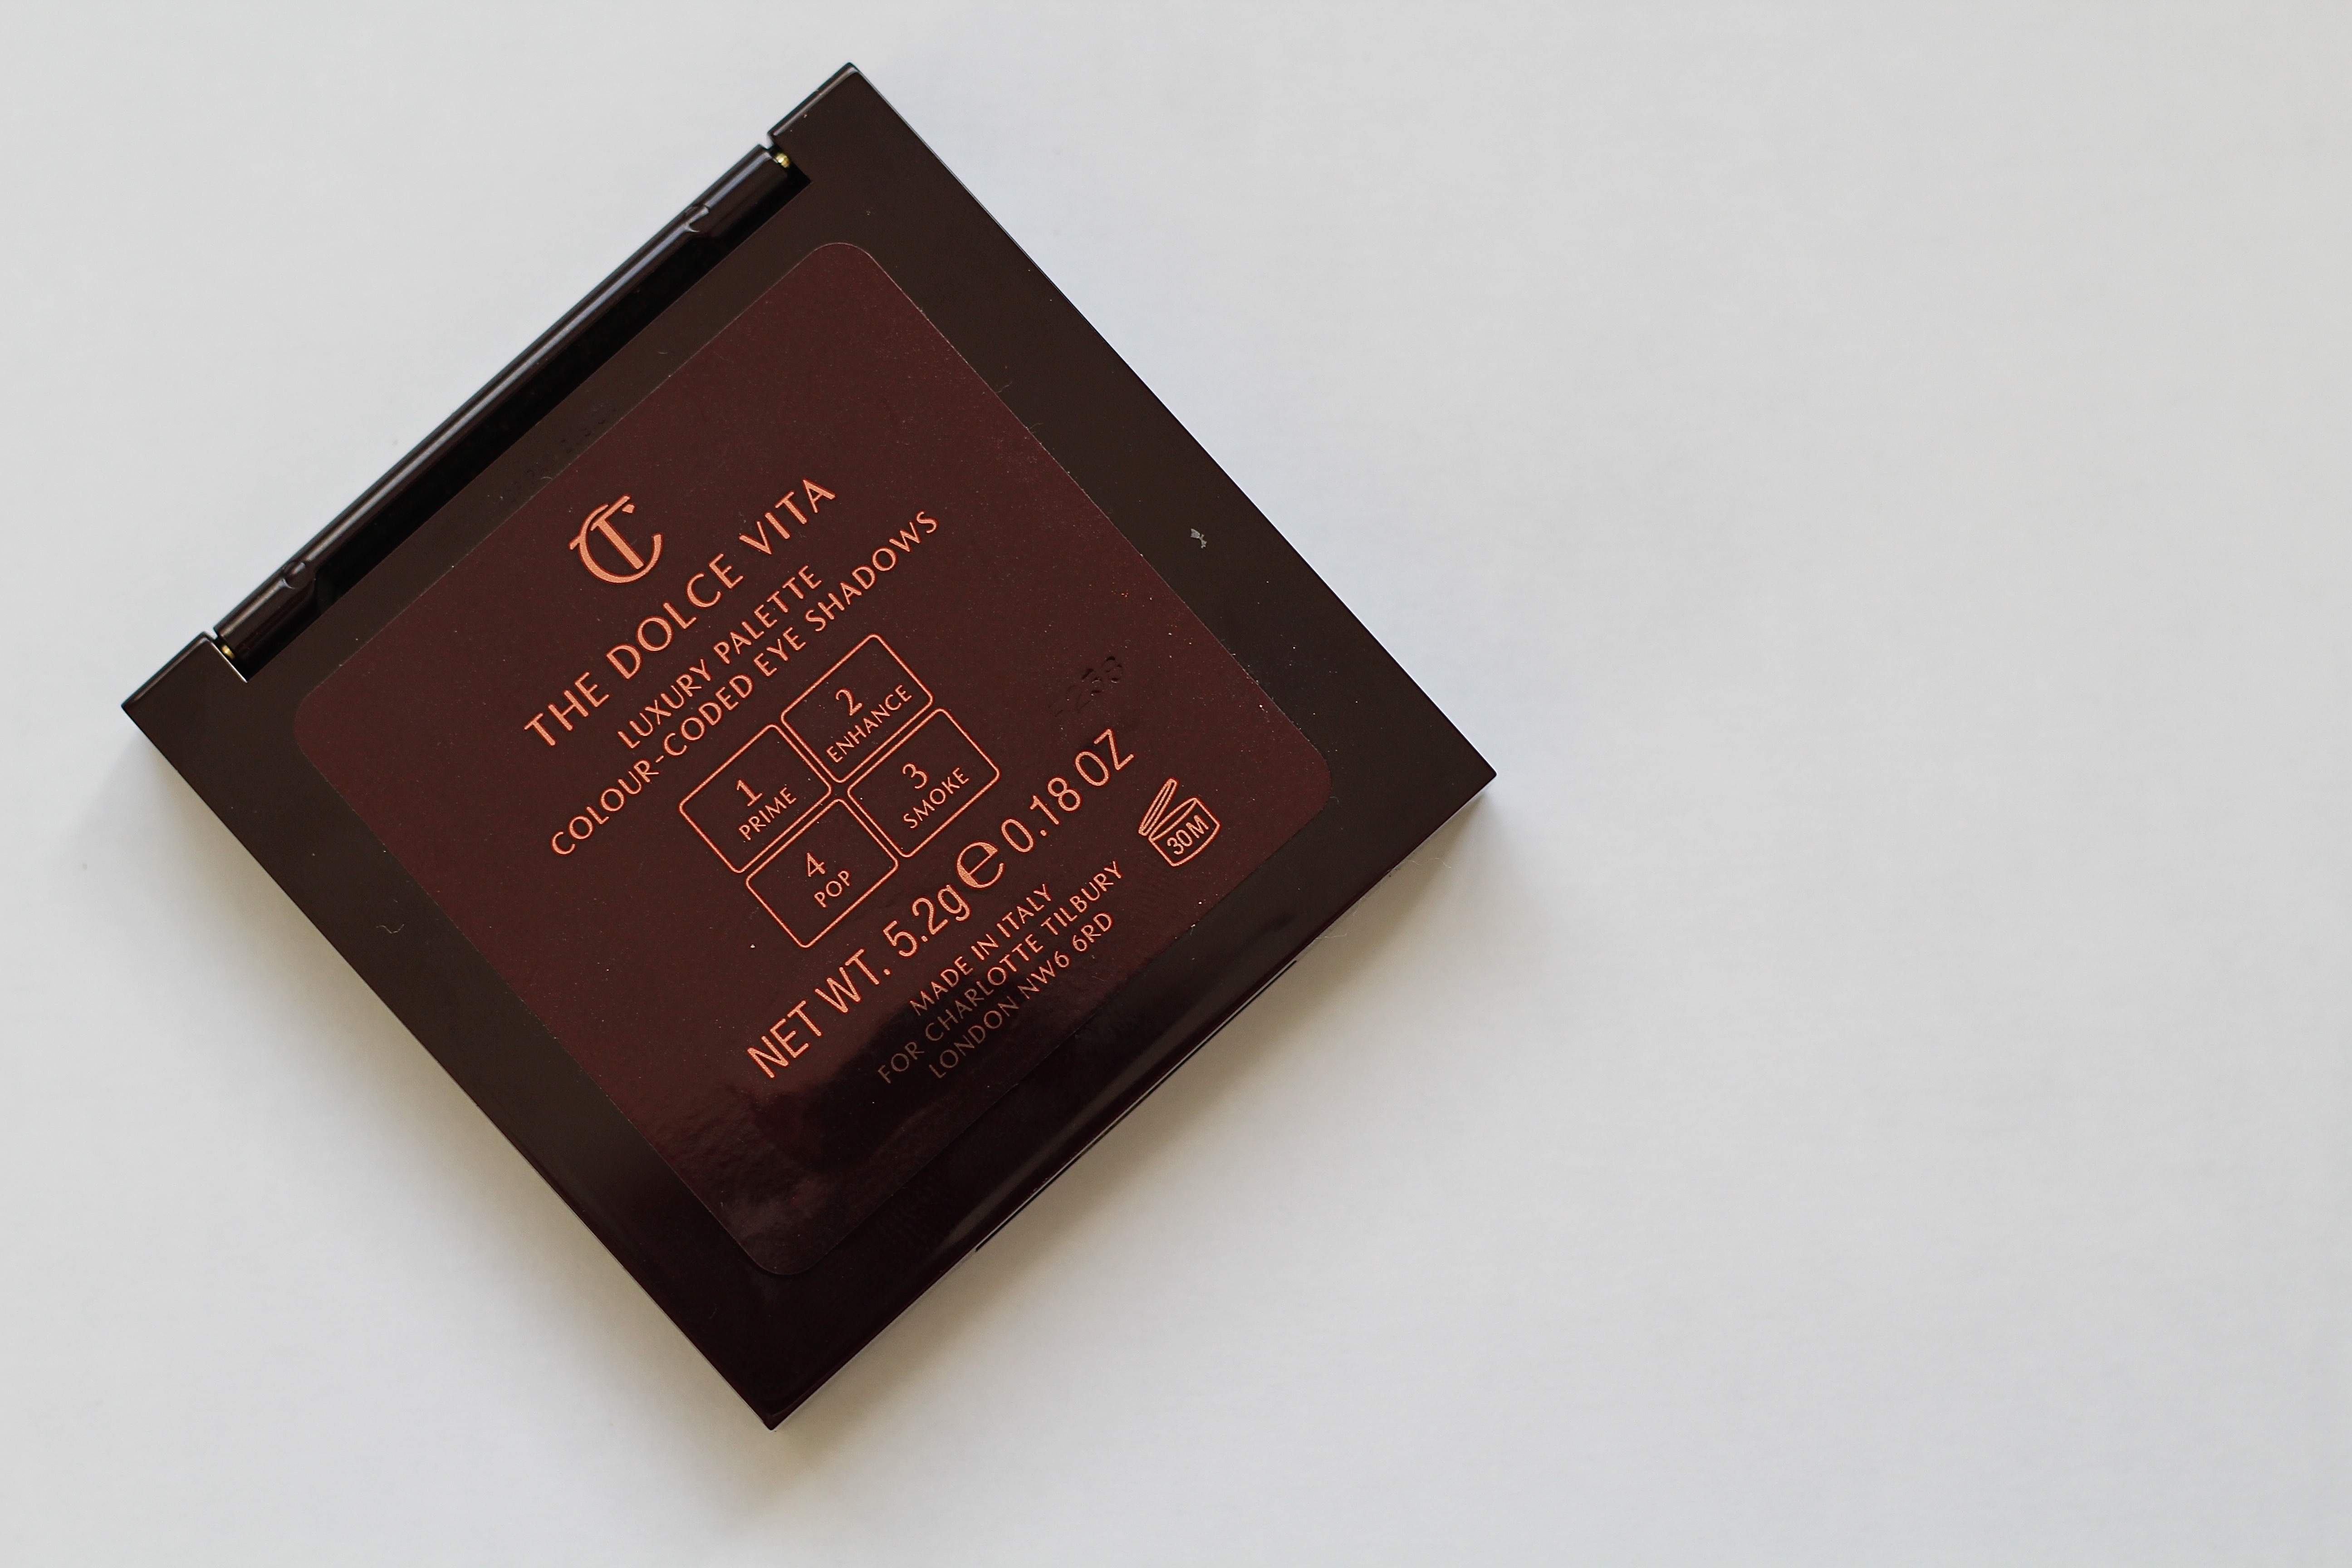 CT
THE DOLCE VITA
LUXURY PALETTE
COLOUR-CODED EYE SHADOWS
1 2
PRIME ENHANCE
4 3
POP SMOKE
NET WT. 5.2g e 0.18 OZ
30M
MADE IN ITALY
FOR CHARLOTTE TILBURY
LONDON NW6 6RD